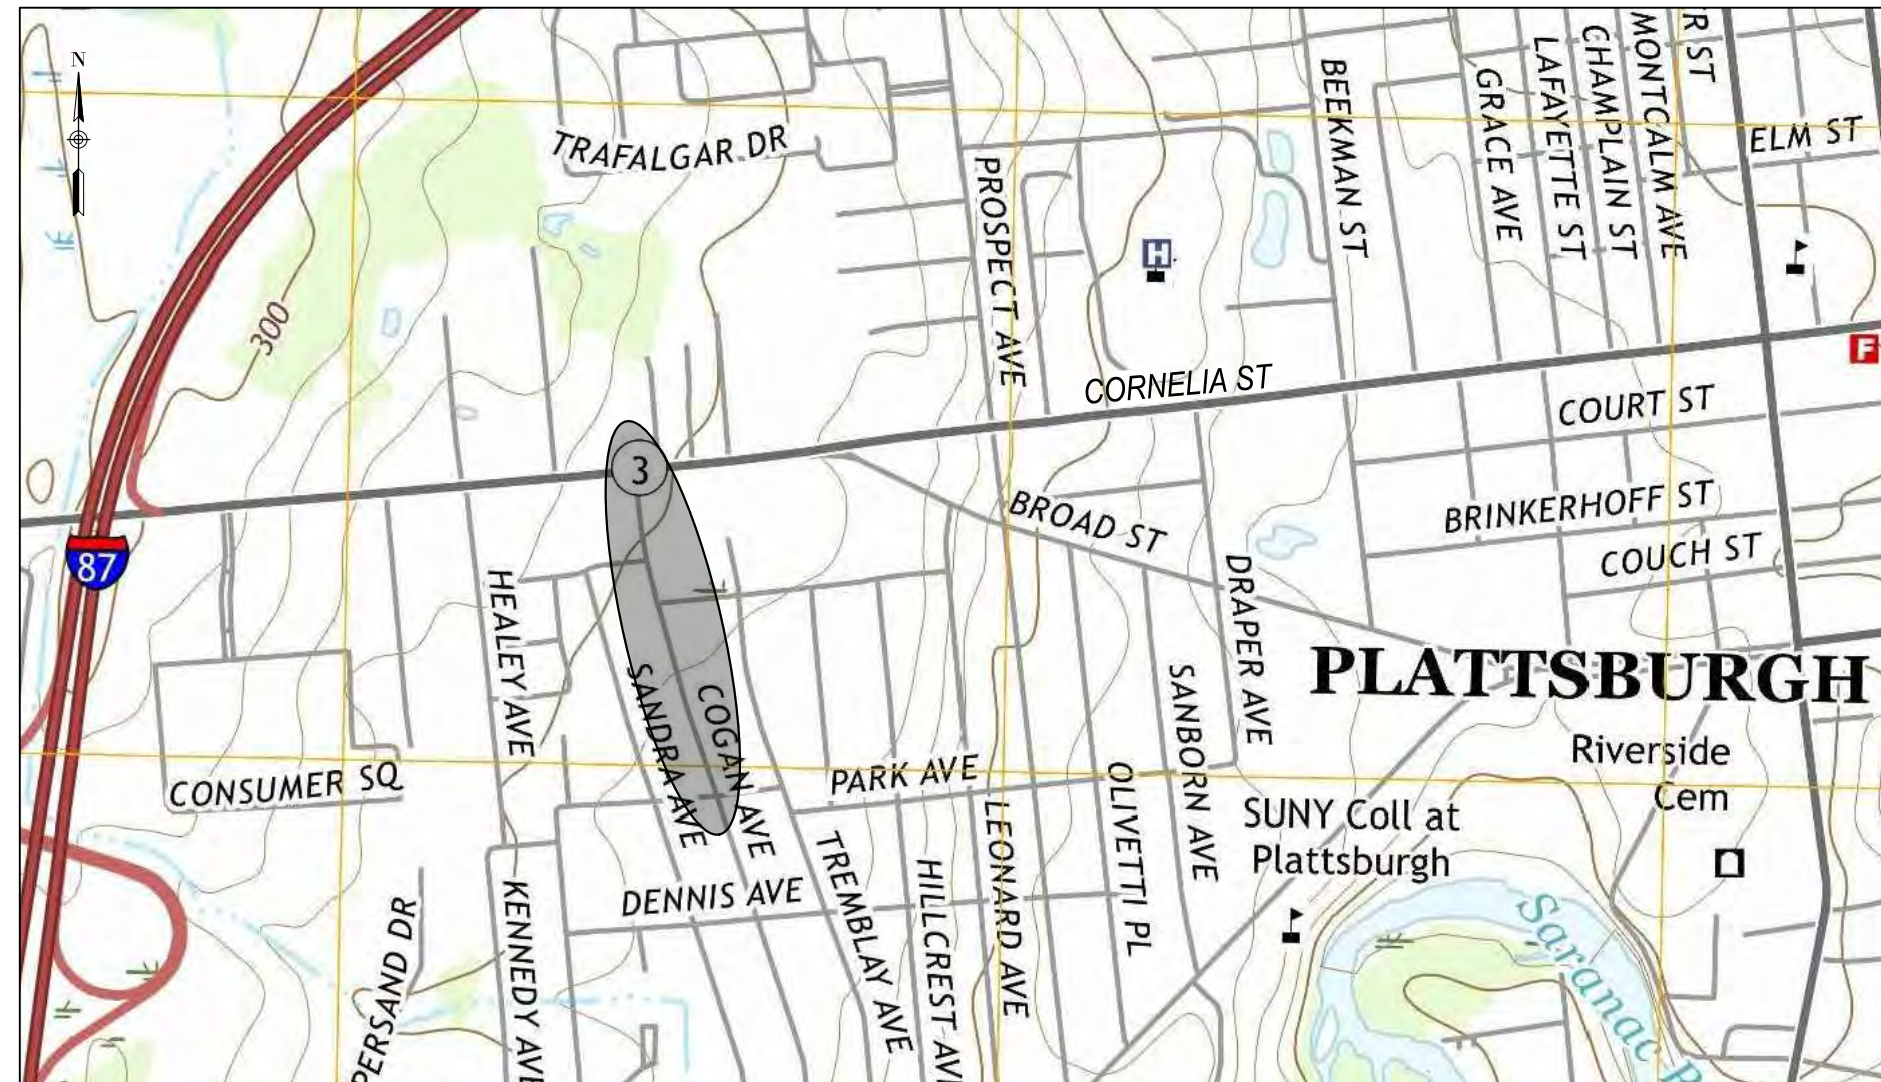 N
TRAFALGAR DR
300
PROSPECT AVE
H
BEEKMAN ST
GRACE AVE
LAFAYETTE ST
CHAMPLAIN ST
MONTCALM AVE
R ST
ELM ST
F
CORNELIA ST
COURT ST
3
BROAD ST
BRINKERHOFF ST
COUCH ST
87
HEALEY AVE
SANDRA AVE
COGAN AVE
DRAPER AVE
SANBORN AVE
PLATTSBURGH
Riverside
Cem
CONSUMER SQ
PARK AVE
OLIVETTI PL
SUNY Coll at
Plattsburgh
LEONARD AVE
TREMBLAY AVE
HILLCREST AVE
DENNIS AVE
KENNEDY AVE
PERSAND DR
Saranac R